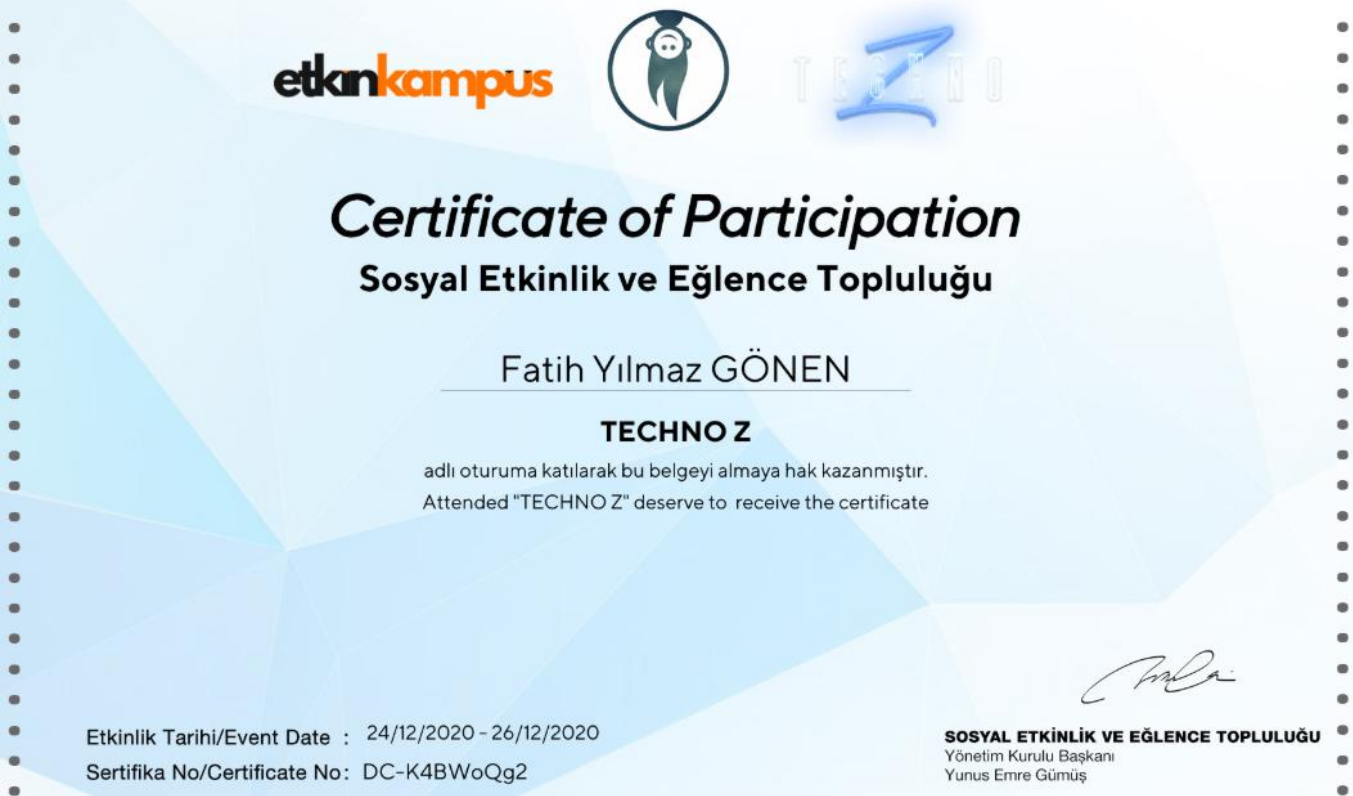 etkınkampus
TECHNO
Z
Certificate of Participation
Sosyal Etkinlik ve Eğlence Topluluğu
Fatih Yılmaz GÖNEN
TECHNO Z
adlı oturuma katılarak bu belgeyi almaya hak kazanmıştır.
Attended "TECHNO Z" deserve to receive the certificate
Etkinlik Tarihi/Event Date : 24/12/2020 - 26/12/2020
Sertifika No/Certificate No: DC-K4BWoQg2
SOSYAL ETKİNLİK VE EĞLENCE TOPLULUĞU
Yönetim Kurulu Başkanı
Yunus Emre Gümüş